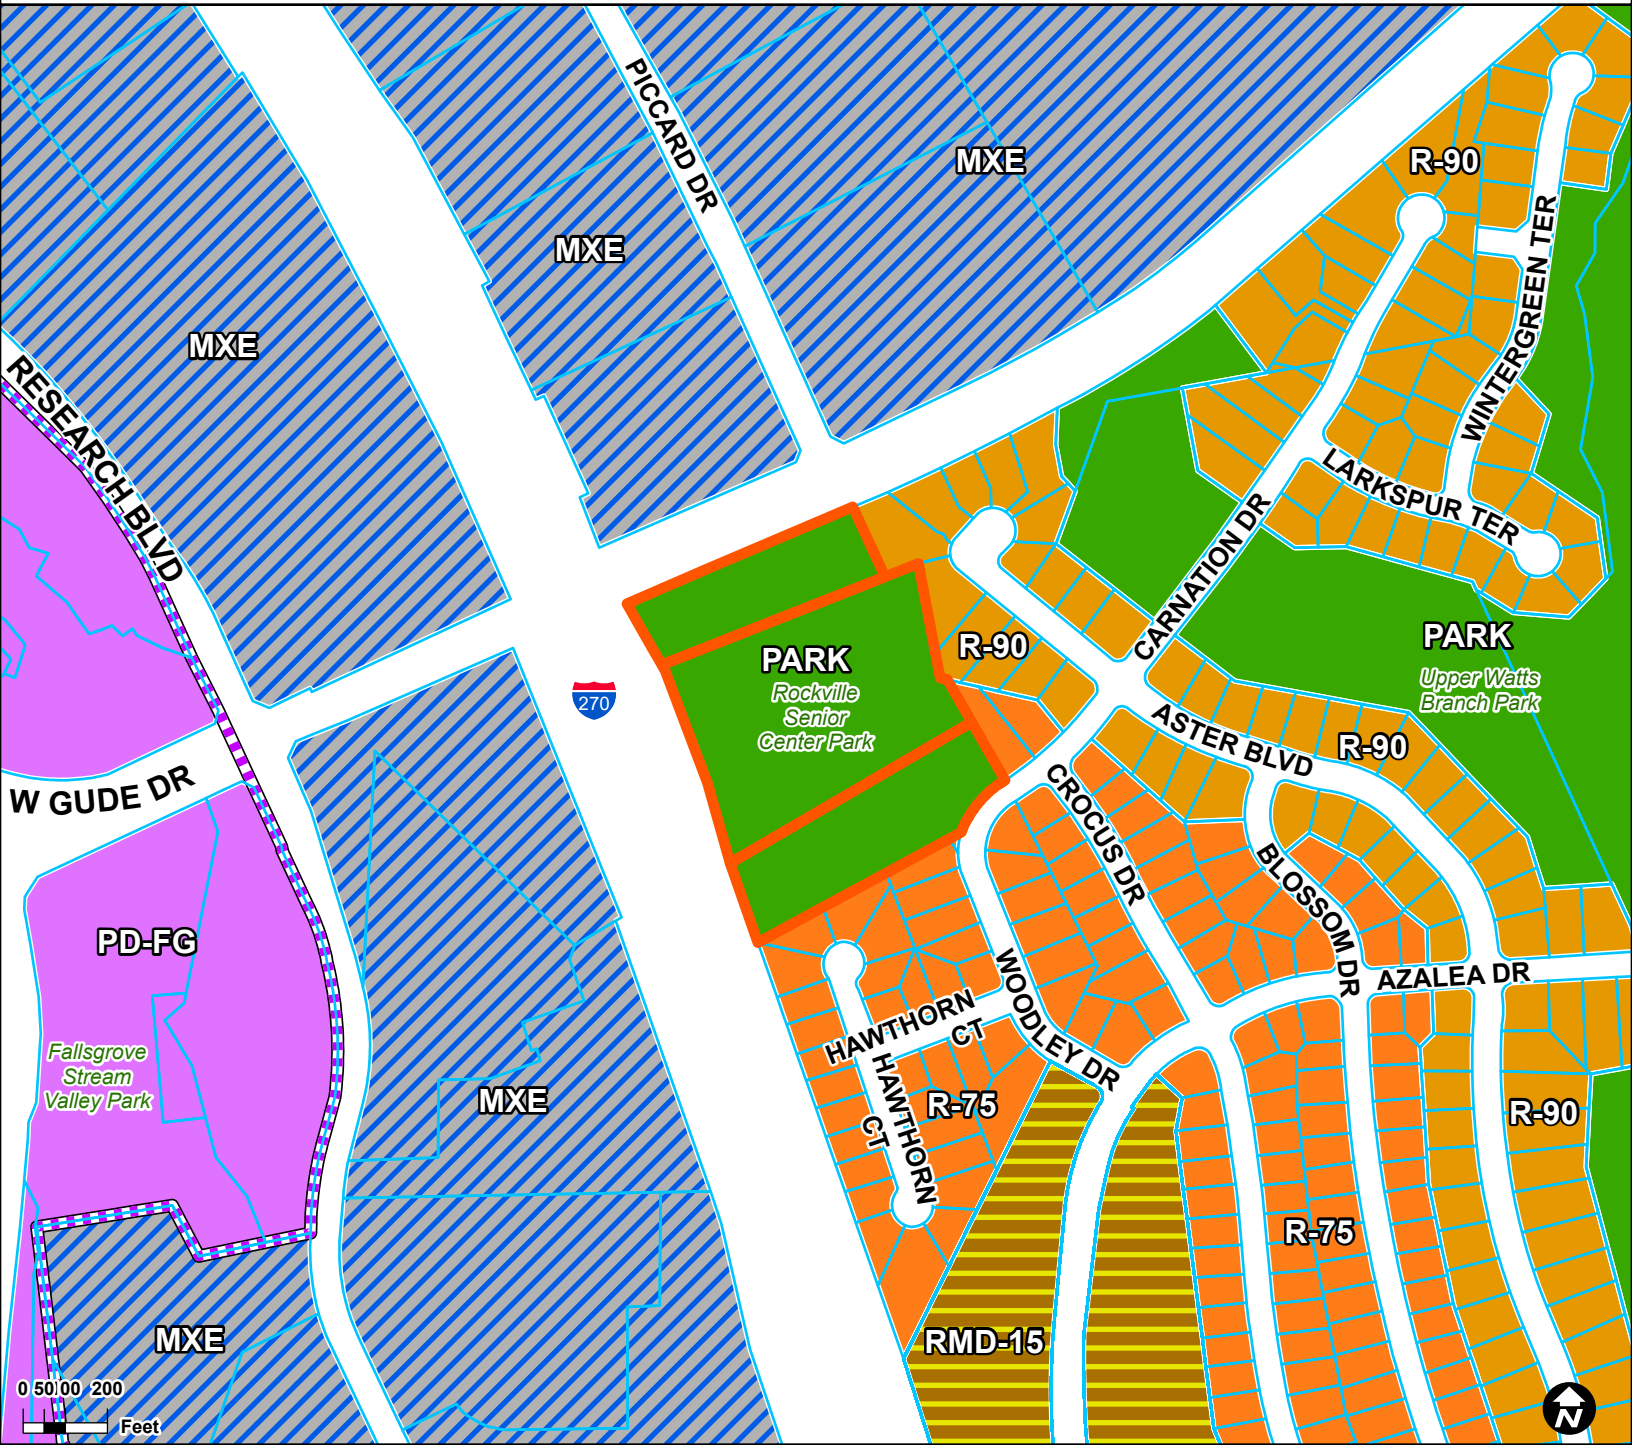 PICCARD DR
MXE
R-90
MXE
WINTERGREEN TER
MXE
RESEARCH BLVD
LARKSPUR TER
CARNATION DR
PARK
Rockville
Senior
Center Park
R-90
PARK
Upper Watts
Branch Park
270
ASTER BLVD
R-90
W GUDE DR
CROCUS DR
BLOSSOM DR
PD-FG
WOODLEY DR
AZALEA DR
HAWTHORN
CT
Fallsgrove
Stream
Valley Park
HAWTHORN
CT
MXE
R-75
R-90
R-75
MXE
RMD-15
0 50100 200
Feet
N